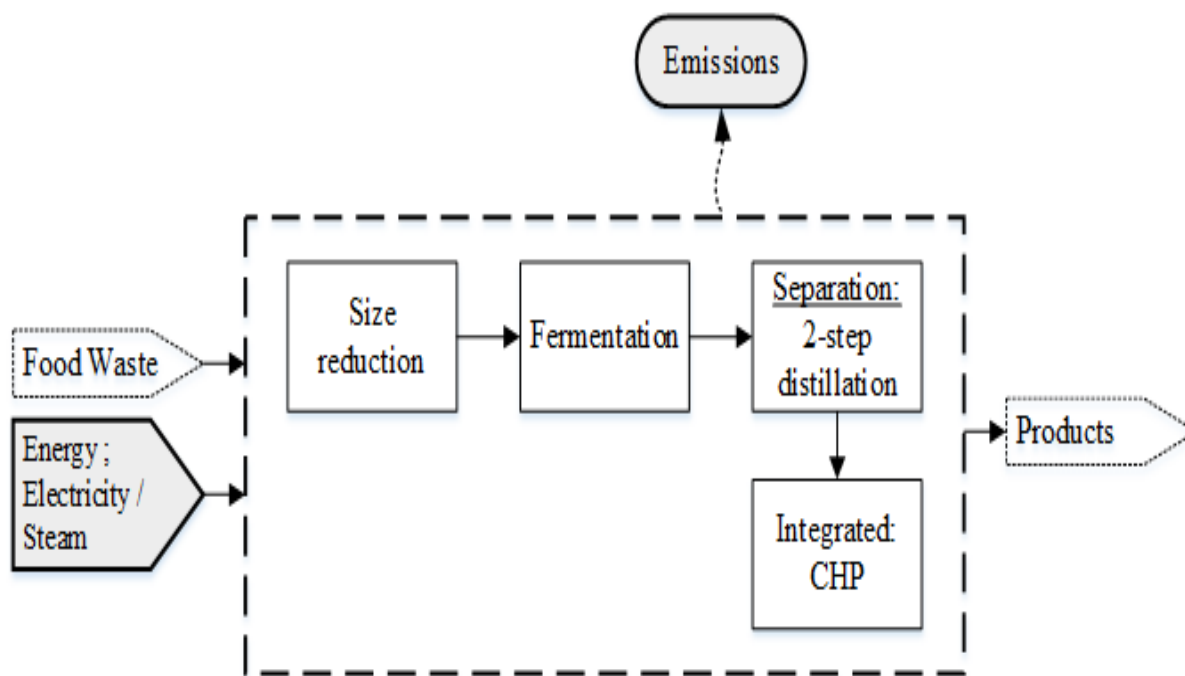 Emissions
Size
reduction
Fermentation
Separation:
2-step
distillation
Food Waste
Energy ;
Electricity /
Steam
Products
Integrated:
CHP